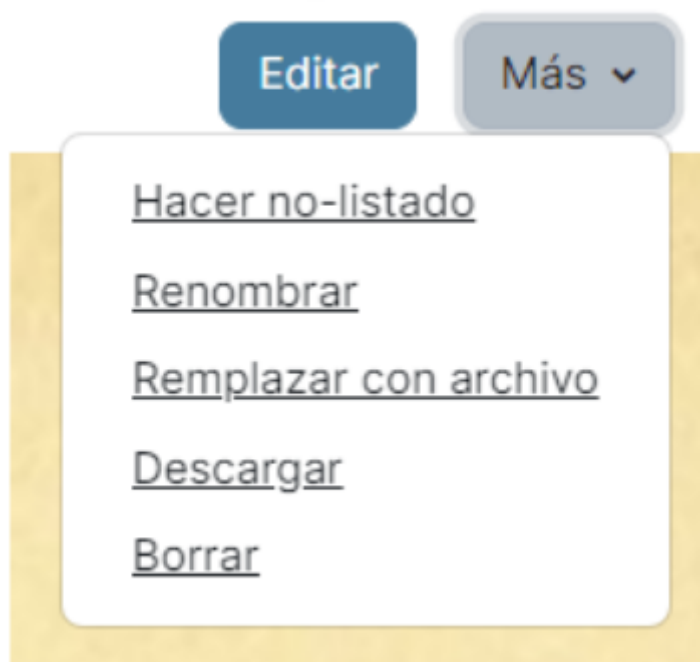 Editar
Más
Hacer no-listado
Renombrar
Remplazar con archivo
Descargar
Borrar